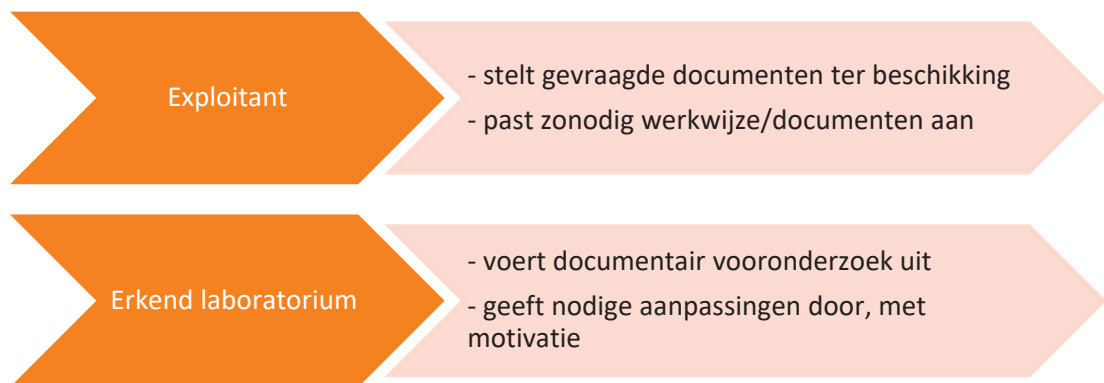 Exploitant
- stelt gevraagde documenten ter beschikking
- past zonodig werkwijze/documenten aan
Erkend laboratorium
- voert documentair vooronderzoek uit
- geeft nodige aanpassingen door, met
motivatie